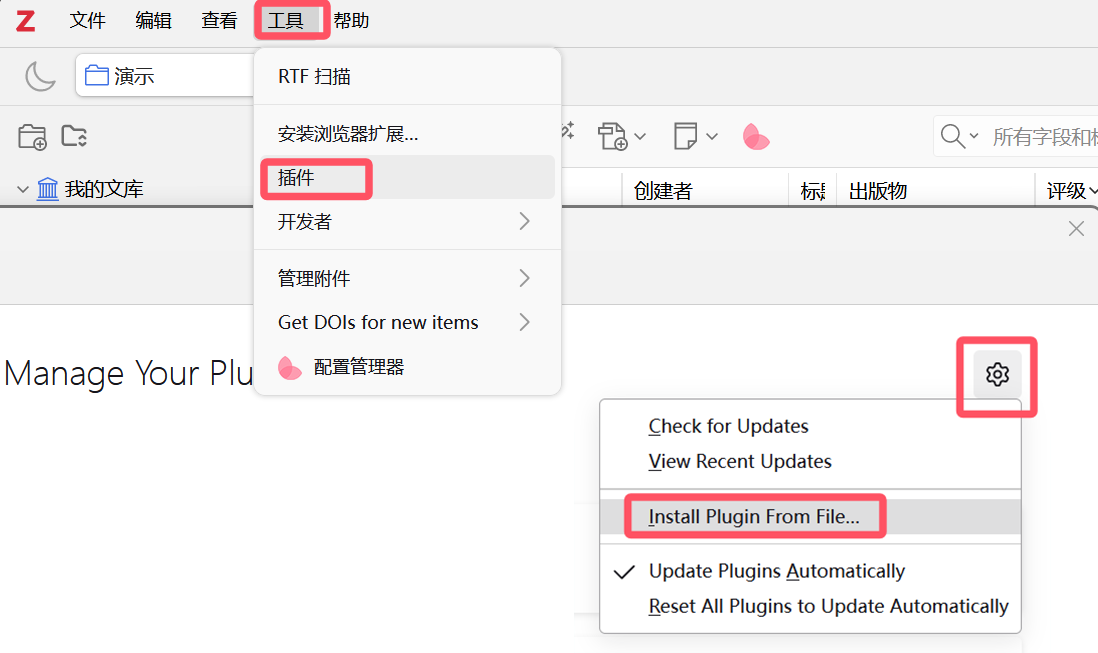 Z
文件 编辑 查看 工具 帮助
演示
RTF 扫描
安装浏览器扩展...
插件
开发者
管理附件
Get DOIs for new items
配置管理器
所有字段和标
我的文库
创建者 标题 出版物 评级
Manage Your Plu
Check for Updates
View Recent Updates
Install Plugin From File...
Update Plugins Automatically
Reset All Plugins to Update Automatically